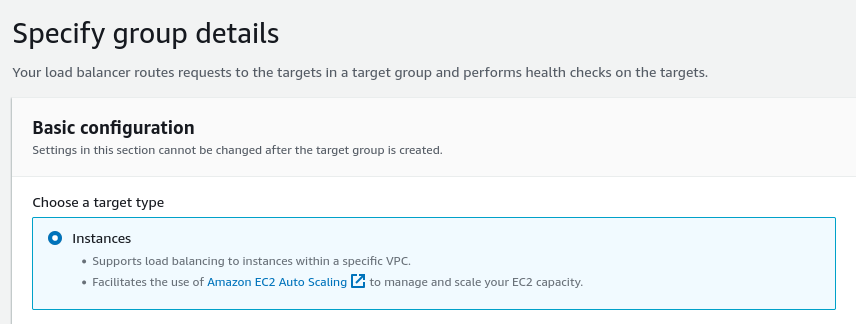 Specify group details
Your load balancer routes requests to the targets in a target group and performs health checks on the targets.
Basic configuration
Settings in this section cannot be changed after the target group is created.
Choose a target type
Instances
• Supports load balancing to instances within a specific VPC.
• Facilitates the use of Amazon EC2 Auto Scaling to manage and scale your EC2 capacity.